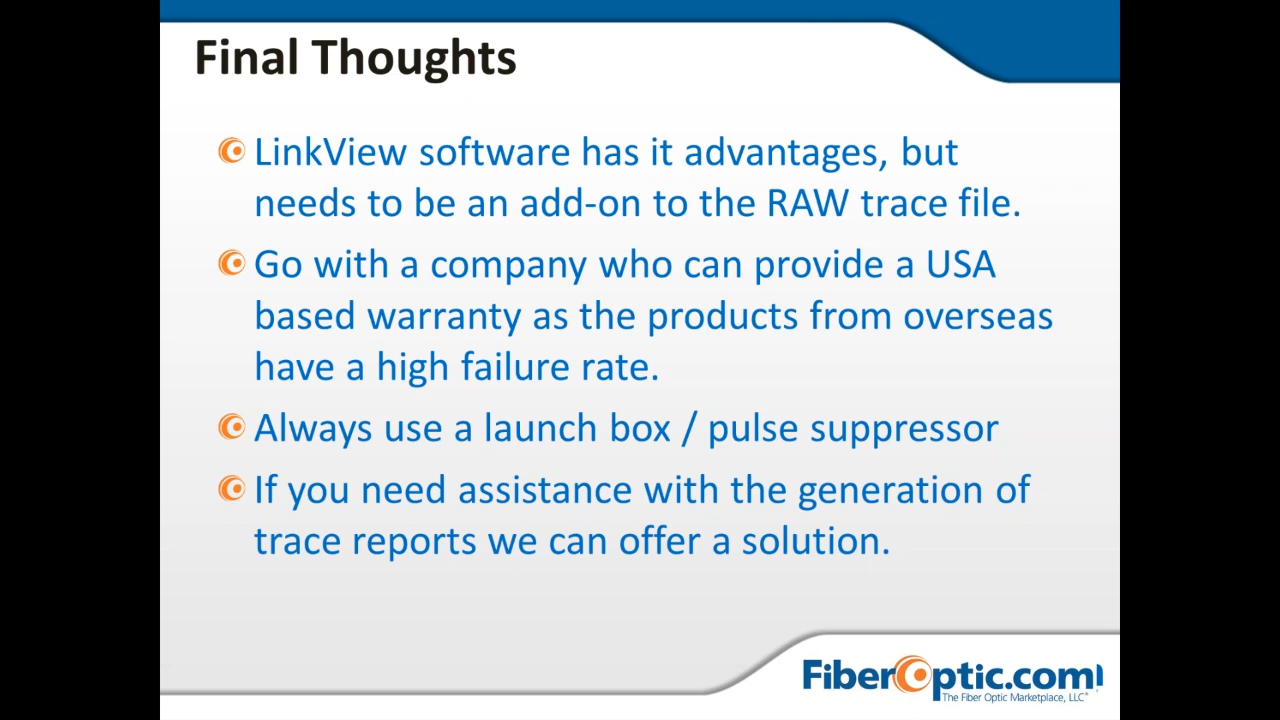 Final Thoughts
LinkView software has it advantages, but
needs to be an add-on to the RAW trace file.
Go with a company who can provide a USA
based warranty as the products from overseas
have a high failure rate.
Always use a launch box / pulse suppressor
If you need assistance with the generation of
trace reports we can offer a solution.
FiberOptic.com
The Fiber Optic Marketplace, LLC